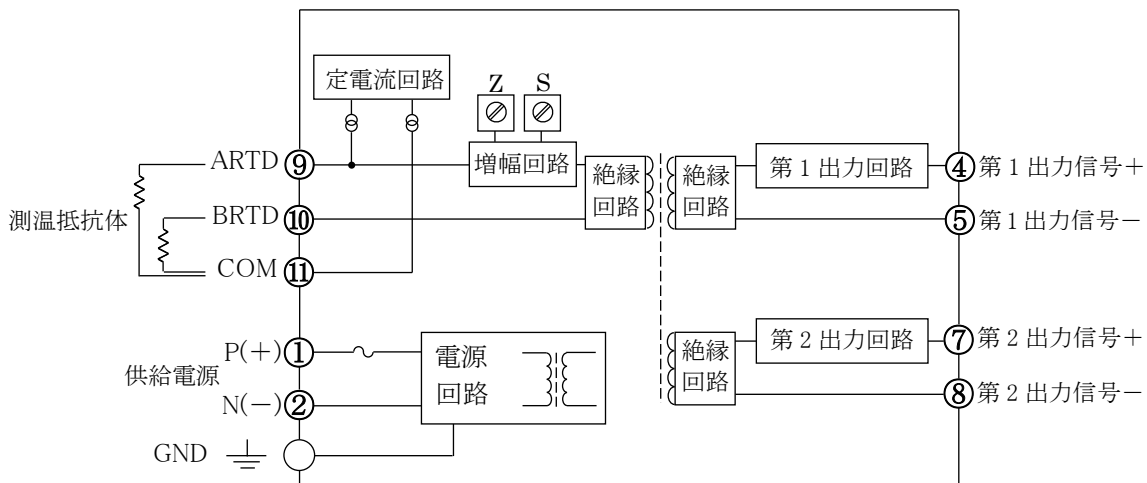 定電流回路
Z
S
ARTD
⑨
増幅回路
絶縁
回路
絶縁
回路
第1出力回路
④
第1出力信号+
測温抵抗体
BRTD
⑩
⑤
第1出力信号−
COM
⑪
P(+)
①
供給電源
N(−)
②
電源
回路
絶縁
回路
第2出力回路
⑦
第2出力信号+
⑧
第2出力信号−
GND